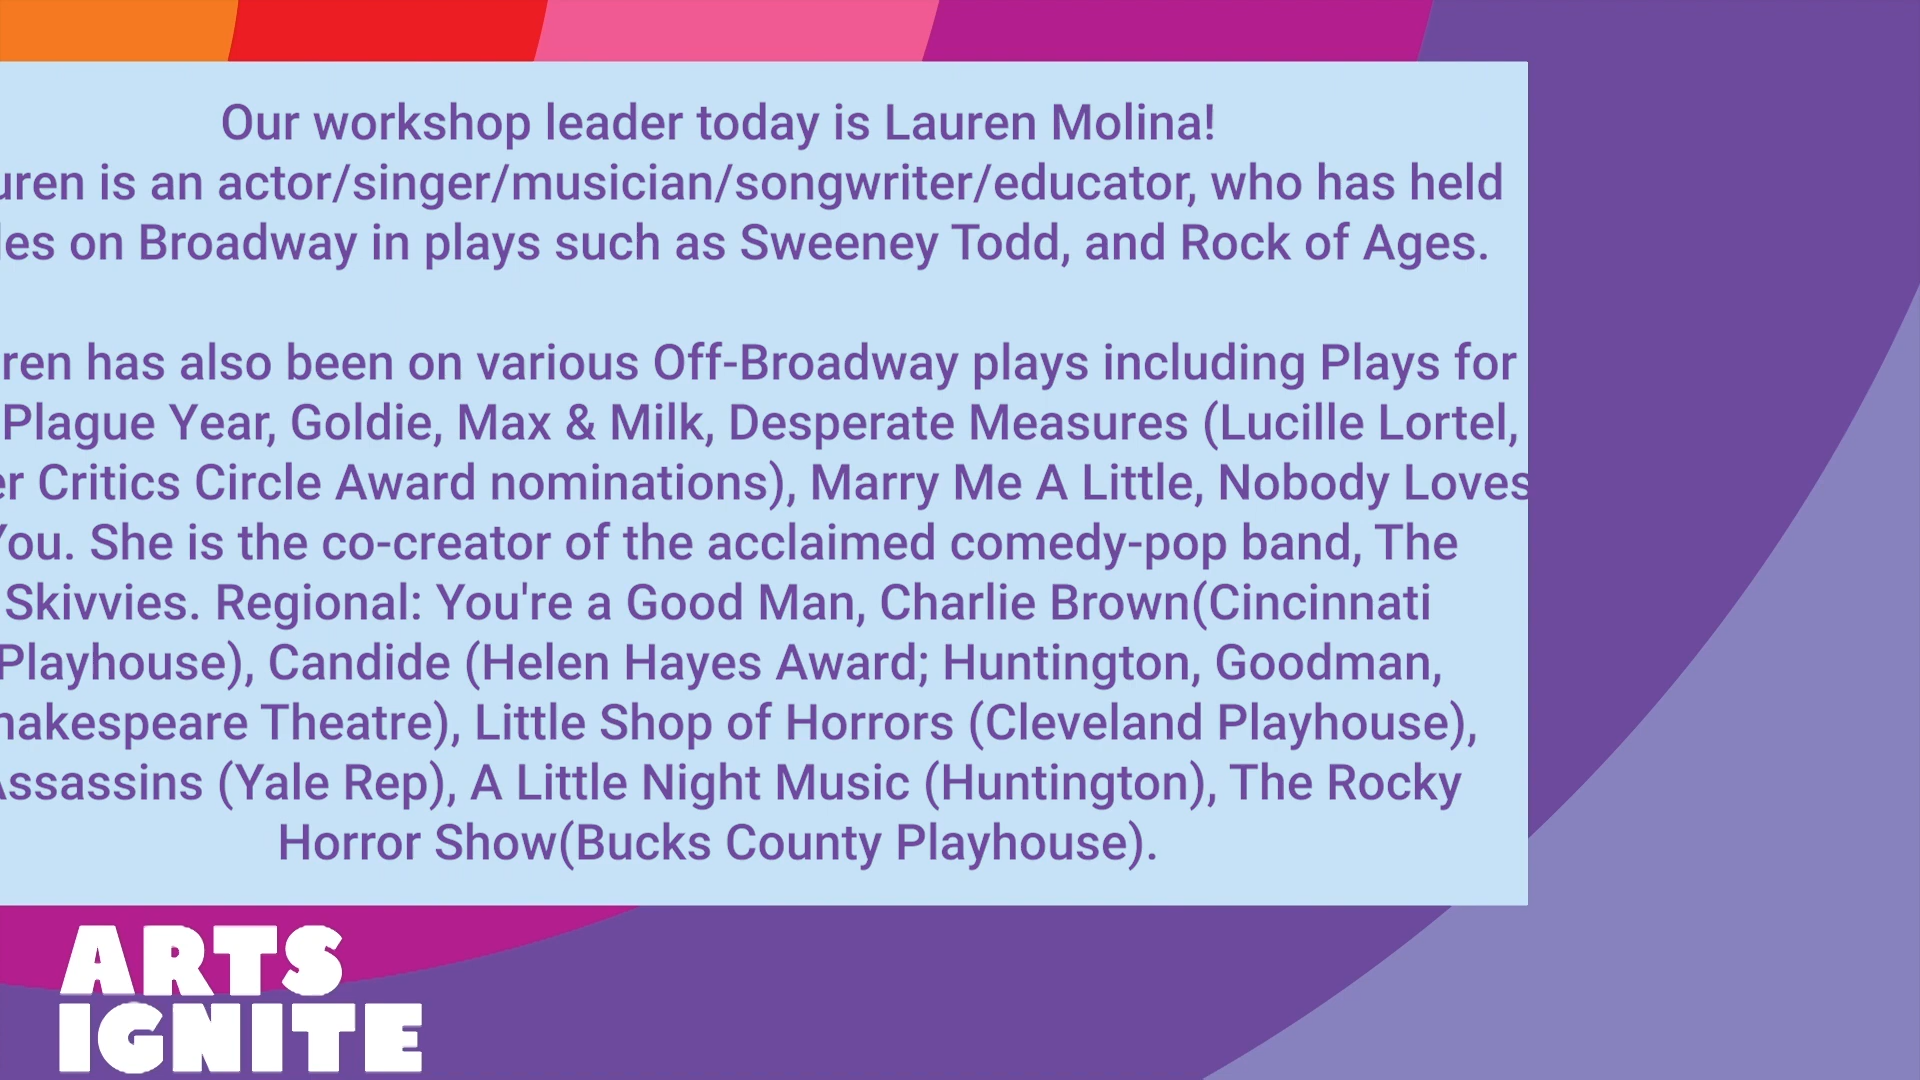 Our workshop leader today is Lauren Molina!
uren is an actor/singer/musician/songwriter/educator, who has held
les on Broadway in plays such as Sweeney Todd, and Rock of Ages.
ren has also been on various Off-Broadway plays including Plays for
Plague Year, Goldie, Max & Milk, Desperate Measures (Lucille Lortel,
er Critics Circle Award nominations), Marry Me A Little, Nobody Loves
You. She is the co-creator of the acclaimed comedy-pop band, The
Skivvies. Regional: You're a Good Man, Charlie Brown(Cincinnati
Playhouse), Candide (Helen Hayes Award; Huntington, Goodman,
hakespeare Theatre), Little Shop of Horrors (Cleveland Playhouse),
Assassins (Yale Rep), A Little Night Music (Huntington), The Rocky
Horror Show(Bucks County Playhouse).
ARTS
IGNITE